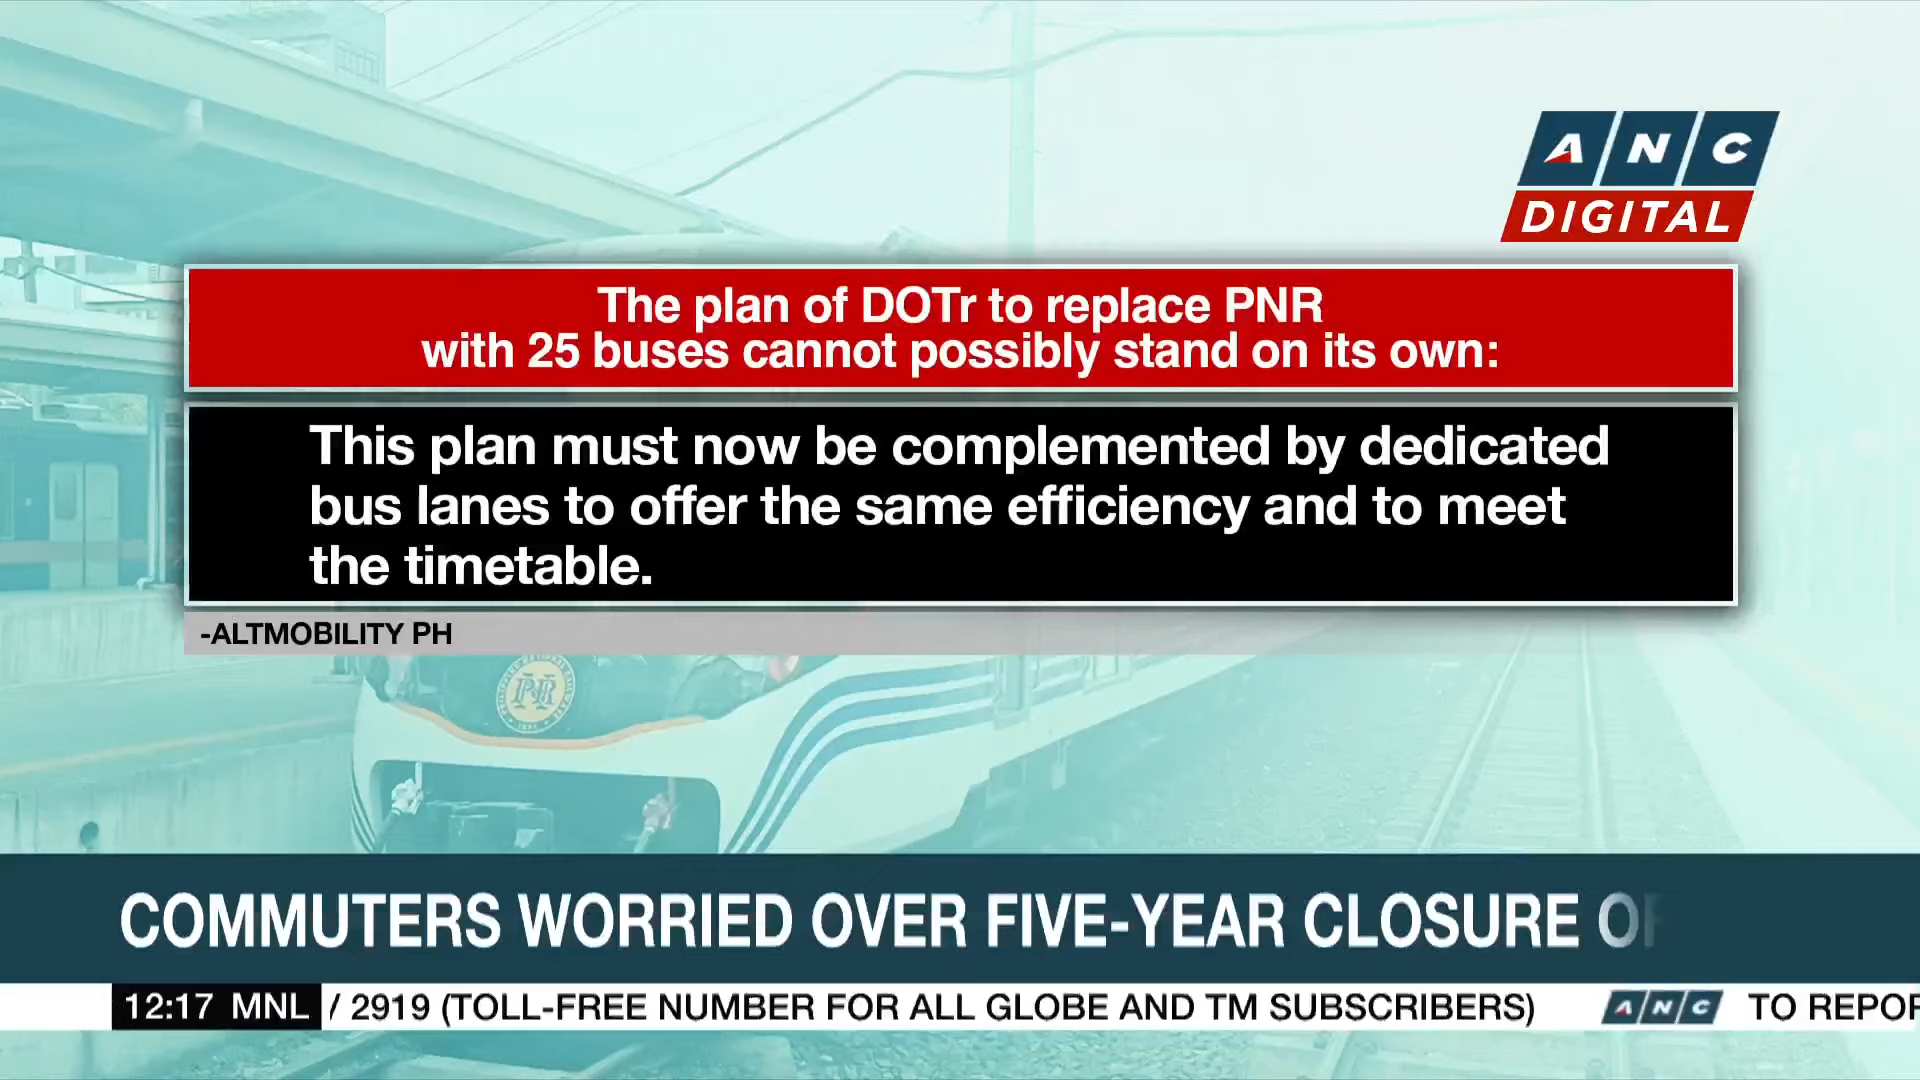 ANC
DIGITAL
The plan of DOTr to replace PNR
with 25 buses cannot possibly stand on its own:
This plan must now be complemented by dedicated
bus lanes to offer the same efficiency and to meet
the timetable.
-ALTMOBILITY PH
PNR
COMMUTERS WORRIED OVER FIVE-YEAR CLOSURE
12:17 MNL / 2919 (TOLL-FREE NUMBER FOR ALL GLOBE AND TM SUBSCRIBERS) ANC TO REPOR